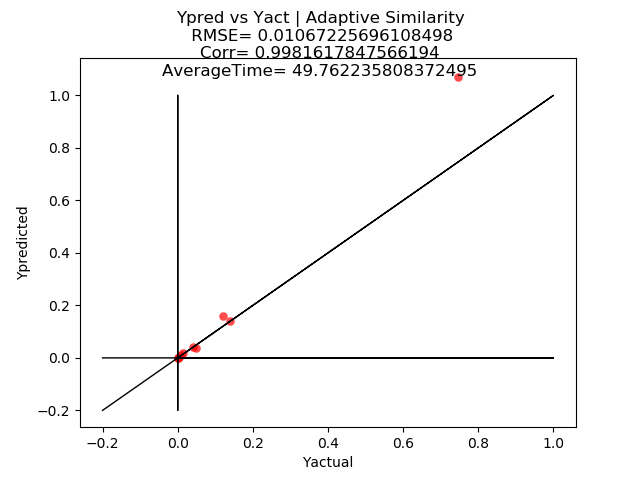 Ypred vs Yact | Adaptive Similarity
RMSE= 0.01067225696108498
Corr= 0.9981617847566194
AverageTime= 49.762235808372495
1.0
0.8
0.6
0.4
0.2
0.0
−0.2
Ypredicted
−0.2 0.0 0.2 0.4 0.6 0.8 1.0
Yactual